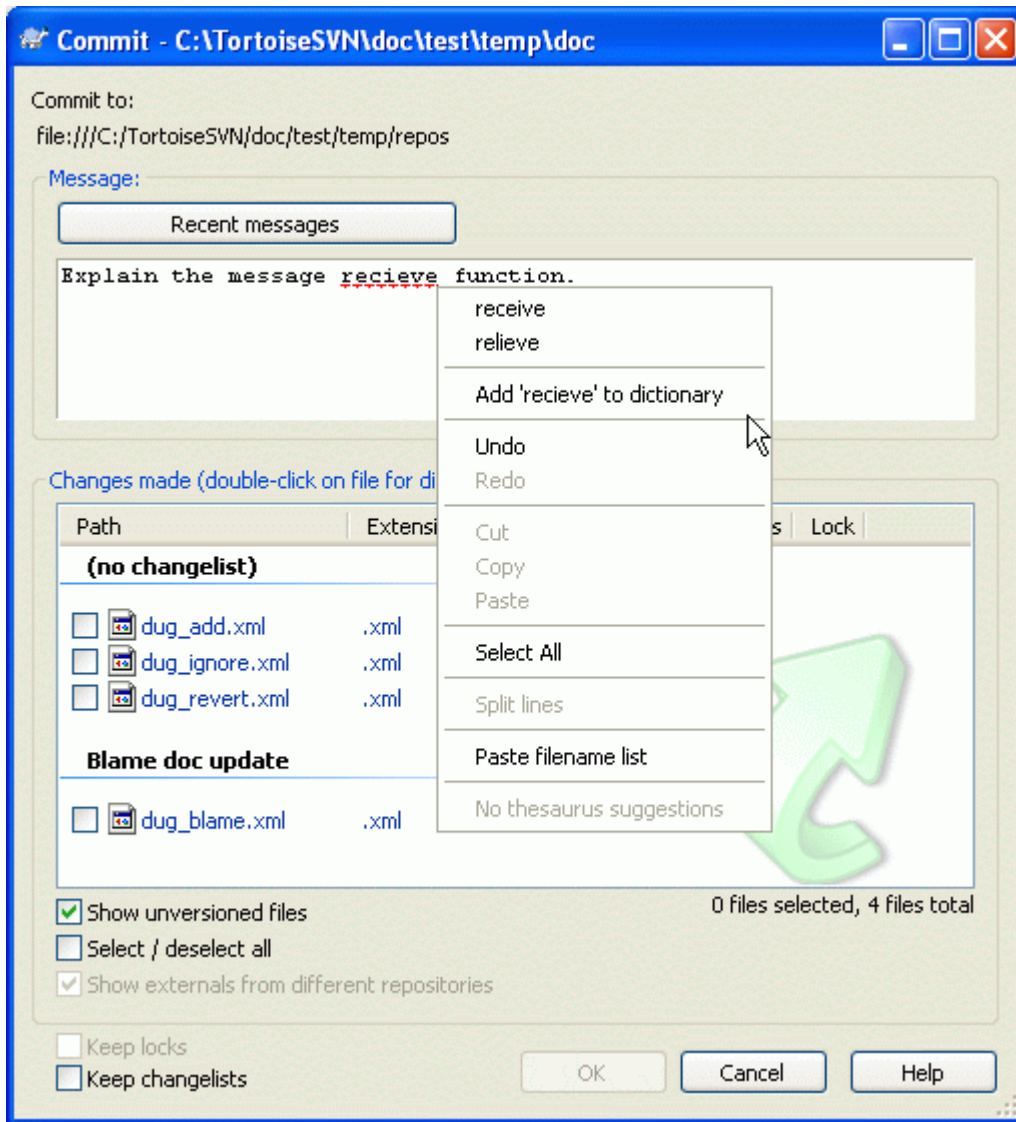 Commit - C:\TortoiseSVN\doc\test\temp\doc
Commit to:
file:///C:/TortoiseSVN/doc/test/temp/repos
Message:
Recent messages
Explain the message recieve function.
receive
relieve
Add 'recieve' to dictionary
Undo
Redo
Cut
Copy
Paste
Select All
Split lines
Paste filename list
No thesaurus suggestions
Changes made (double-click on file for di
Path Extensi s Lock
(no changelist)
dug_add.xml .xml
dug_ignore.xml .xml
dug_revert.xml .xml
Blame doc update
dug_blame.xml .xml
Show unversioned files
0 files selected, 4 files total
Select / deselect all
Show externals from different repositories
Keep locks
Keep changelists
OK Cancel Help